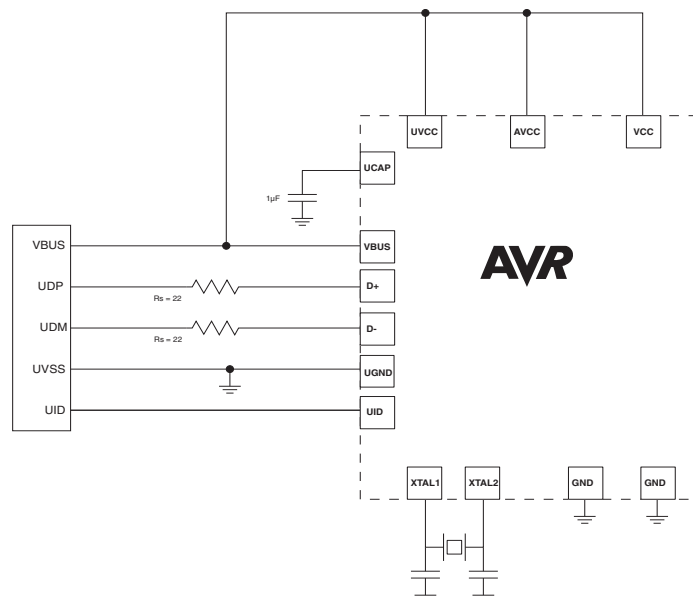 UVCC
AVCC
VCC
UCAP
1µF
VBUS
VBUS
AVR
UDP
Rs = 22
D+
UDM
Rs = 22
D-
UVSS
UGND
UID
UID
XTAL1
XTAL2
GND
GND